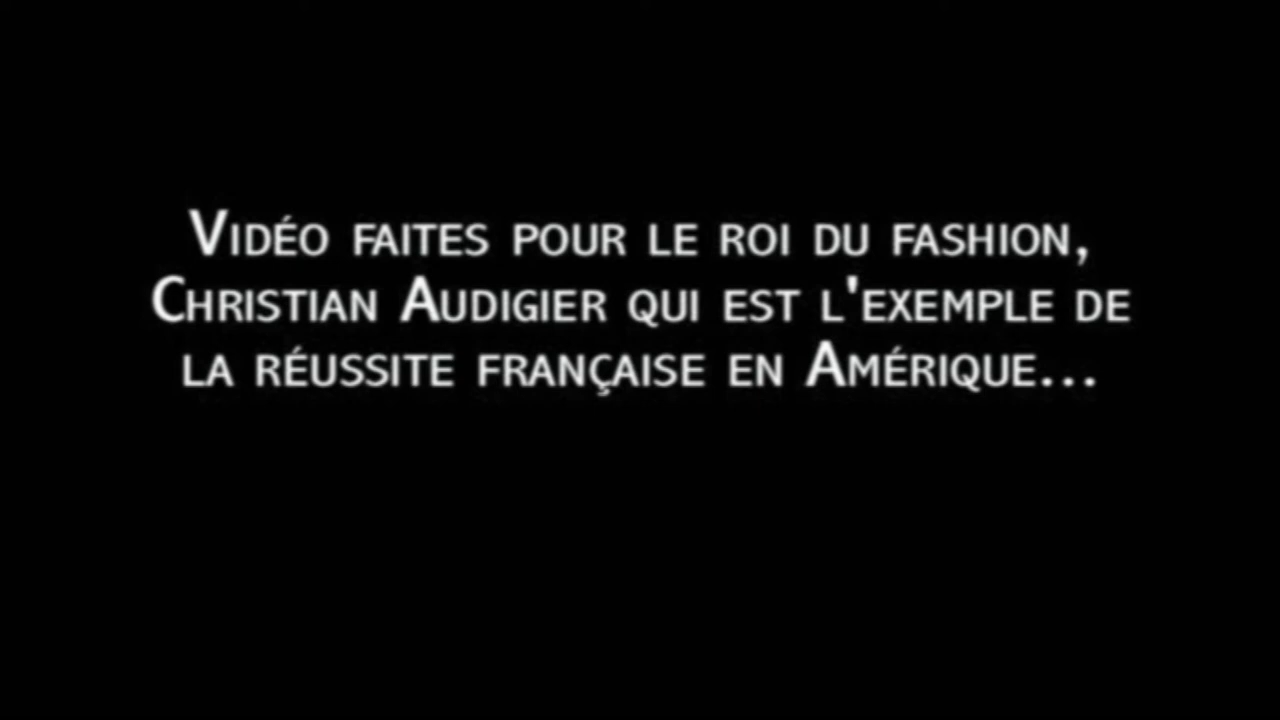 Vidéo faites pour le roi du fashion,
Christian Audigier qui est l'exemple de
la réussite française en Amérique...